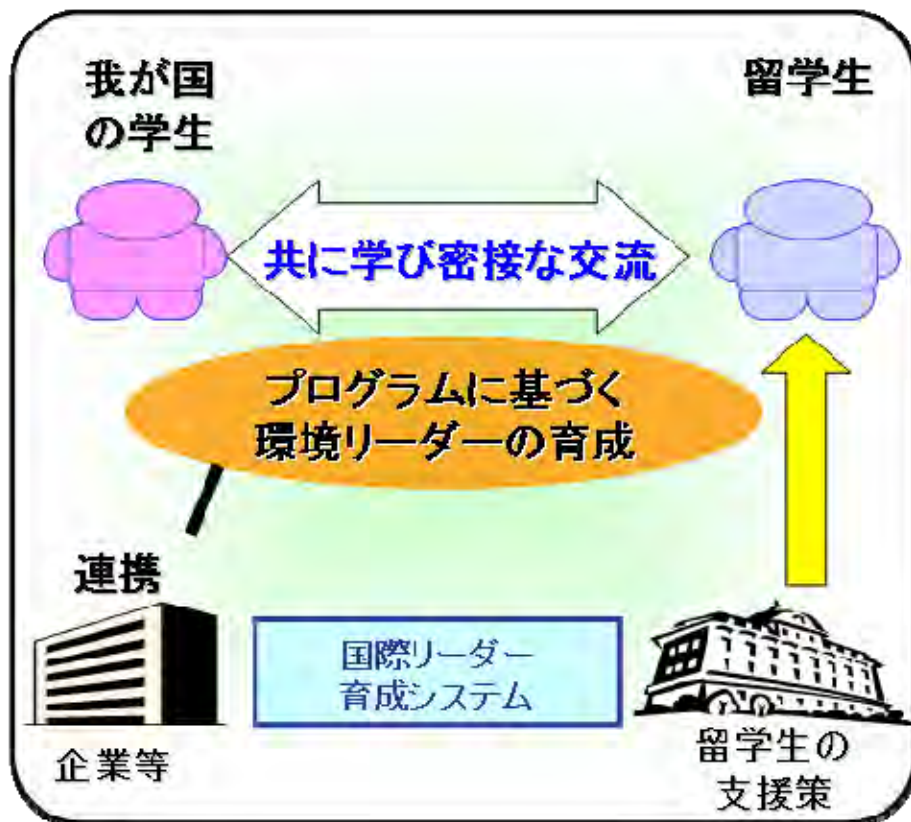 我が国
の学生
留学生
共に学び密接な交流
プログラムに基づく
環境リーダーの育成
連携
国際リーダー
育成システム
企業等
留学生の
支援策